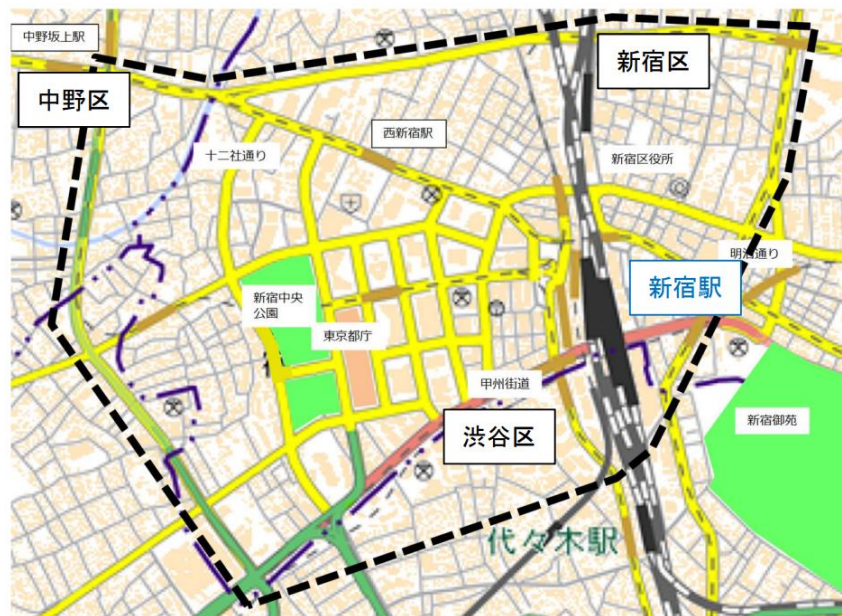 中野坂上駅
新宿区
中野区
西新宿駅
十二社通り
新宿区役所
明治通り
新宿駅
新宿中央
公園
東京都庁
甲州街道
新宿御苑
渋谷区
代々木駅